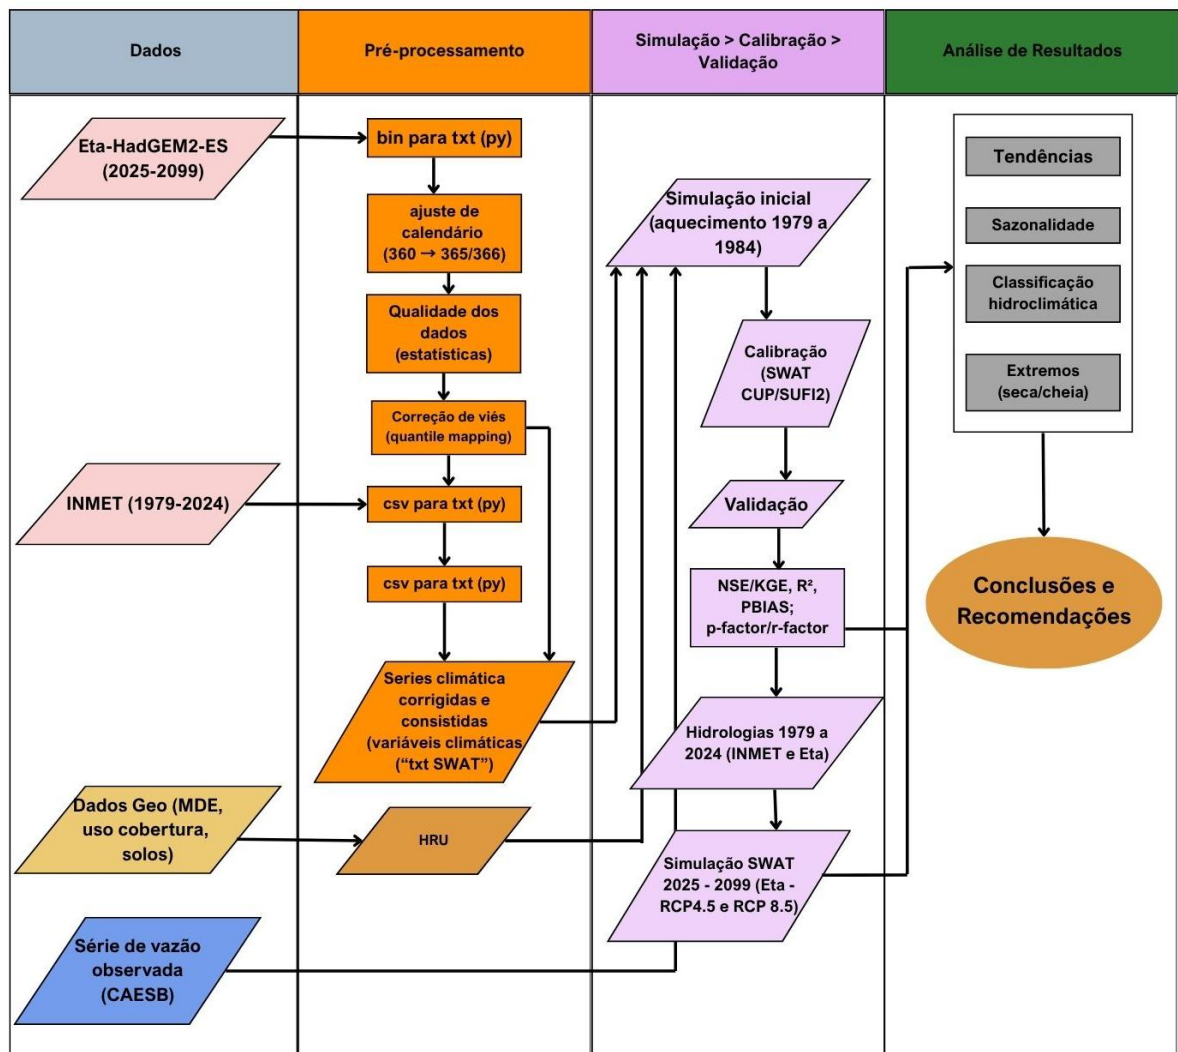 Dados
Pré-processamento
Simulação > Calibração >
Validação
Análise de Resultados
Eta-HadGEM2-ES
(2025-2099)
INMET (1979-2024)
Dados Geo (MDE,
uso cobertura,
solos)
Série de vazão
observada
(CAESB)
bin para txt (py)
ajuste de
calendário
(360 → 365/366)
Qualidade dos
dados
(estatísticas)
Correção de viés
(quantile mapping)
csv para txt (py)
csv para txt (py)
Series climática
corrigidas e
consistidas
(variáveis climáticas
(“txt SWAT”)
HRU
Simulação inicial
(aquecimento 1979 a
1984)
Calibração
(SWAT
CUP/SUFI2)
Validação
NSE/KGE, R²,
PBIAS;
p-factor/r-factor
Hidrologias 1979 a
2024 (INMET e Eta)
Simulação SWAT
2025 - 2099 (Eta -
RCP4.5 e RCP 8.5)
Tendências
Sazonalidade
Classificação
hidroclimática
Extremos
(seca/cheia)
Conclusões e
Recomendações